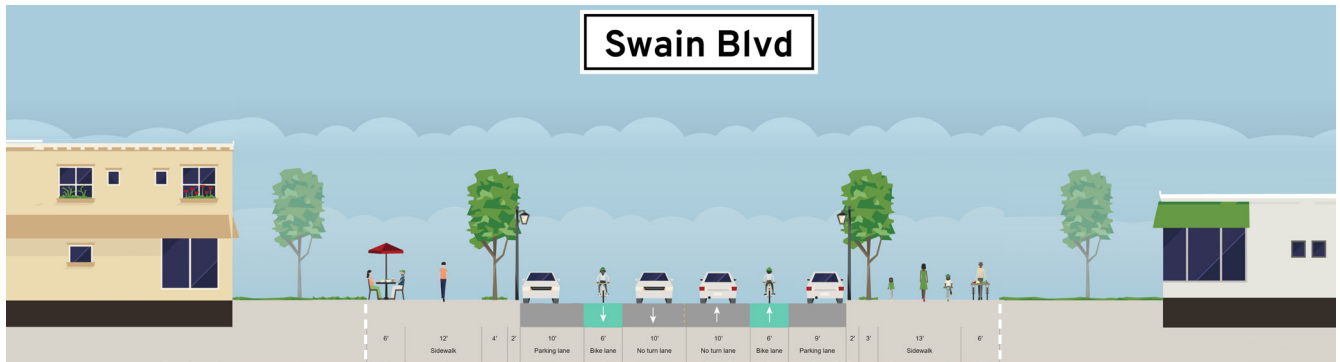 Swain Blvd
6' 12' 4' 2' 10' 6' 10' 10' 6' 9' 2' 3' 13' 6'
Sidewalk Parking lane Bike lane No turn lane No turn lane Bike lane Parking lane Sidewalk